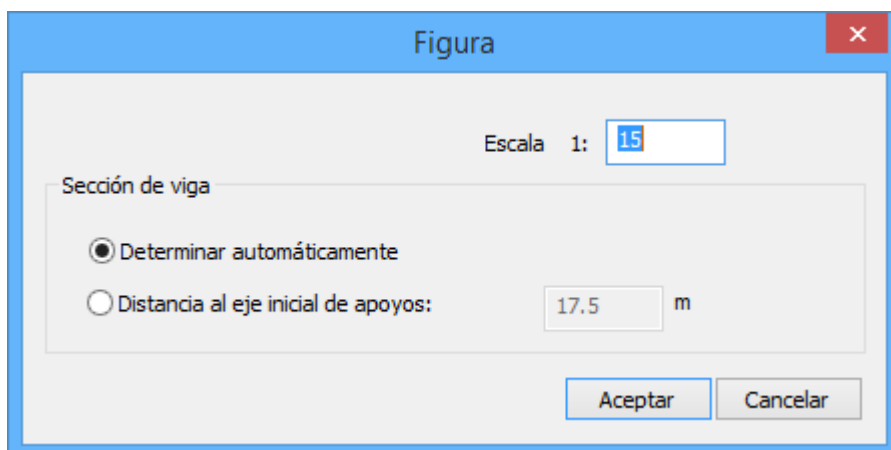 Figura
Escala 1: 15
Sección de viga
Determinar automáticamente
Distancia al eje inicial de apoyos: 17.5 m
Aceptar Cancelar